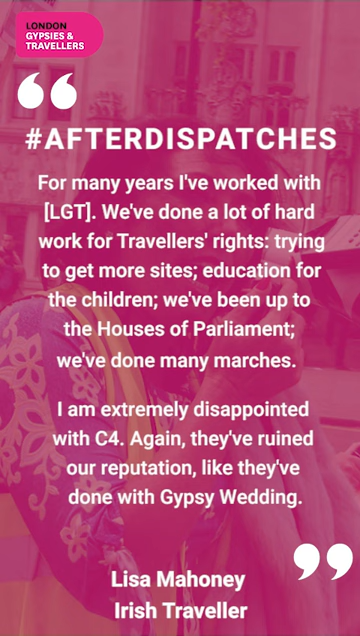 LONDON
GYPSIES &
TRAVELLERS
#AFTERDISPATCHES
For many years I've worked with
[LGT]. We've done a lot of hard
work for Travellers' rights: trying
to get more sites; education for
the children; we've been up to
the Houses of Parliament;
we've done many marches.
I am extremely disappointed
with C4. Again, they've ruined
our reputation, like they've
done with Gypsy Wedding.
Lisa Mahoney
Irish Traveller